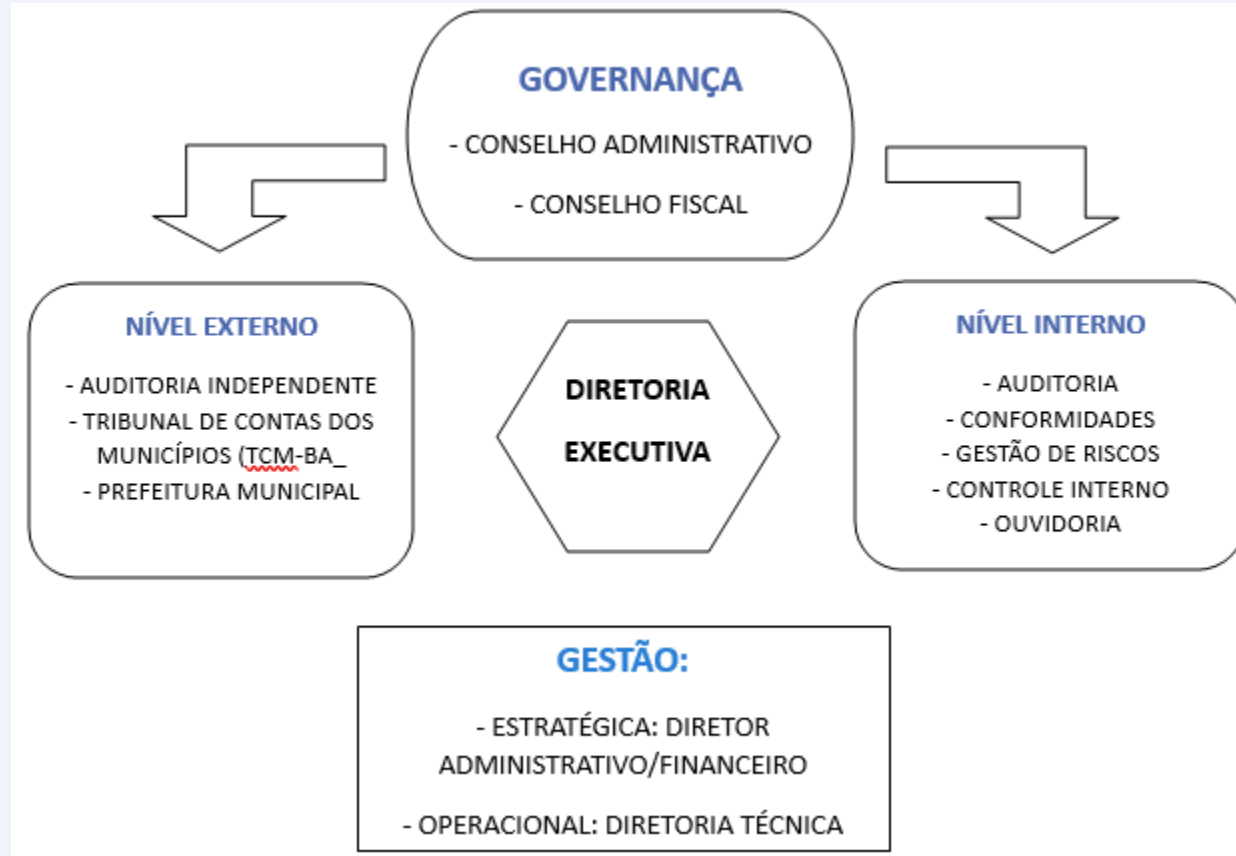 GOVERNANÇA
- CONSELHO ADMINISTRATIVO
- CONSELHO FISCAL
NÍVEL EXTERNO
- AUDITORIA INDEPENDENTE
- TRIBUNAL DE CONTAS DOS
MUNICÍPIOS (TCM-BA_
- PREFEITURA MUNICIPAL
DIRETORIA
EXECUTIVA
NÍVEL INTERNO
- AUDITORIA
- CONFORMIDADES
- GESTÃO DE RISCOS
- CONTROLE INTERNO
- OUVIDORIA
GESTÃO:
- ESTRATÉGICA: DIRETOR
ADMINISTRATIVO/FINANCEIRO
- OPERACIONAL: DIRETORIA TÉCNICA